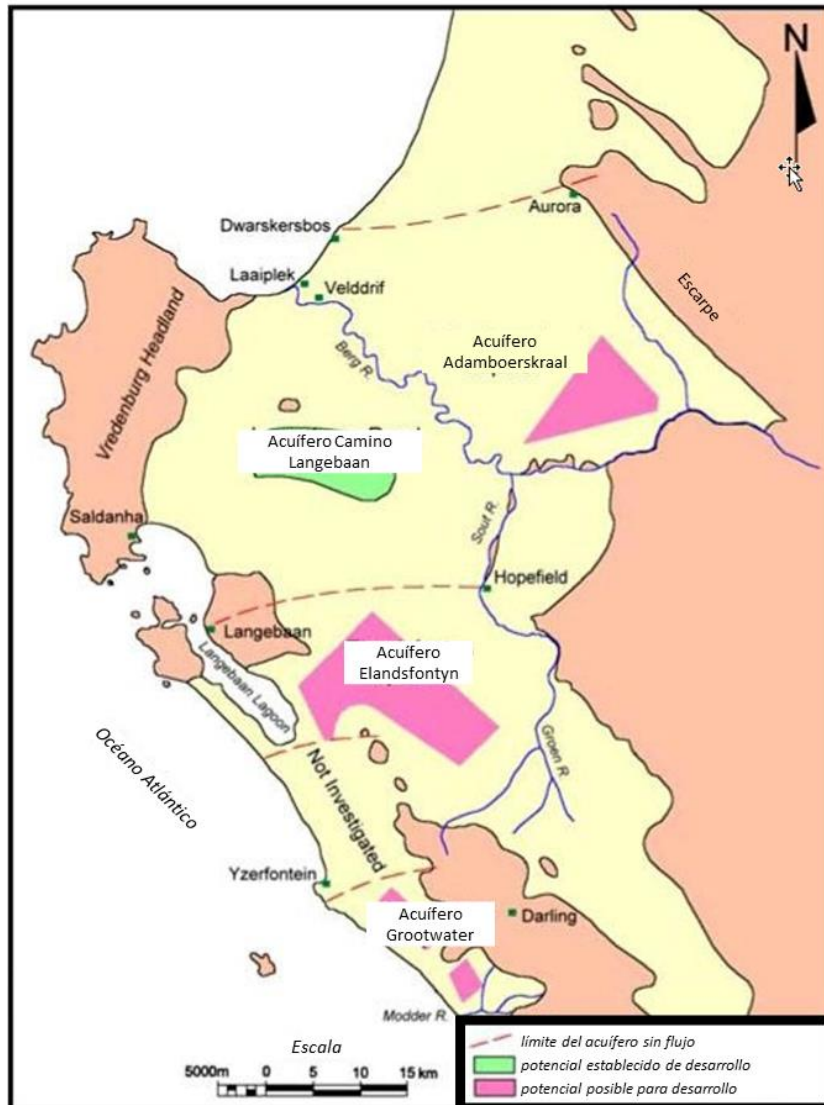 N
Dwarskersbos
Aurora
Laaiplek
Velddrif
Escarpe
Vredenburg Headland
Berg R.
Acuífero
Adamboerskraal
Acuífero Camino
Langebaan
Saldanha
Sout R.
Hopefield
Langebaan
Langebaan Lagoon
Acuífero
Elandsfontyn
Océano Atlántico
Groen R.
Not Investigated
Yzerfontein
Acuífero
Grootwater
Darling
Modder R.
Escala
5000m 0 5 10 15 km
límite del acuífero sin flujo
potencial establecido de desarrollo
potencial posible para desarrollo